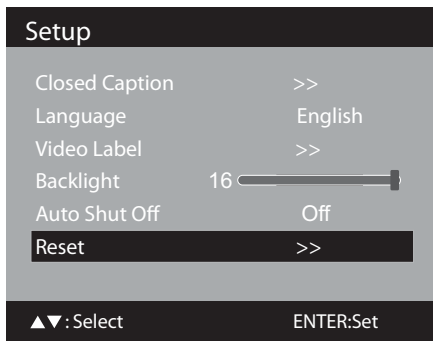 Setup
Closed Caption >>
Language English
Video Label >>
Backlight 16
Auto Shut Off Off
Reset >>
▲▼: Select ENTER:Set